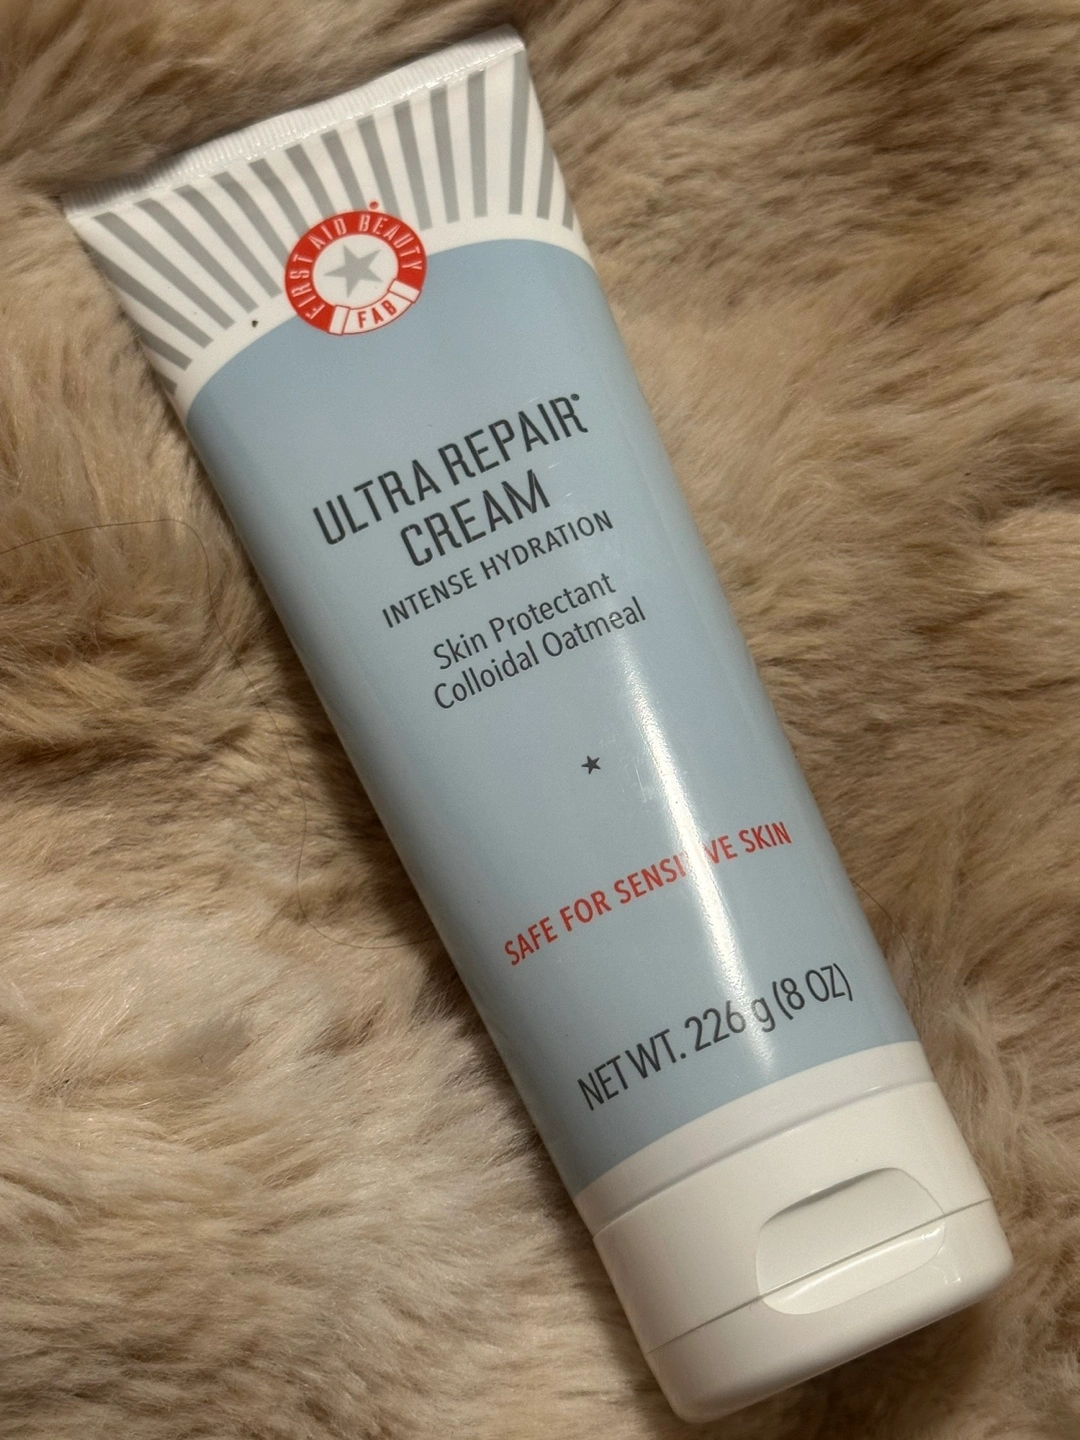 FIRST AID BEAUTY
FAB
ULTRA REPAIR®
CREAM
INTENSE HYDRATION
Skin Protectant
Colloidal Oatmeal
SAFE FOR SENSITIVE SKIN
NET WT. 226 g (8 OZ)